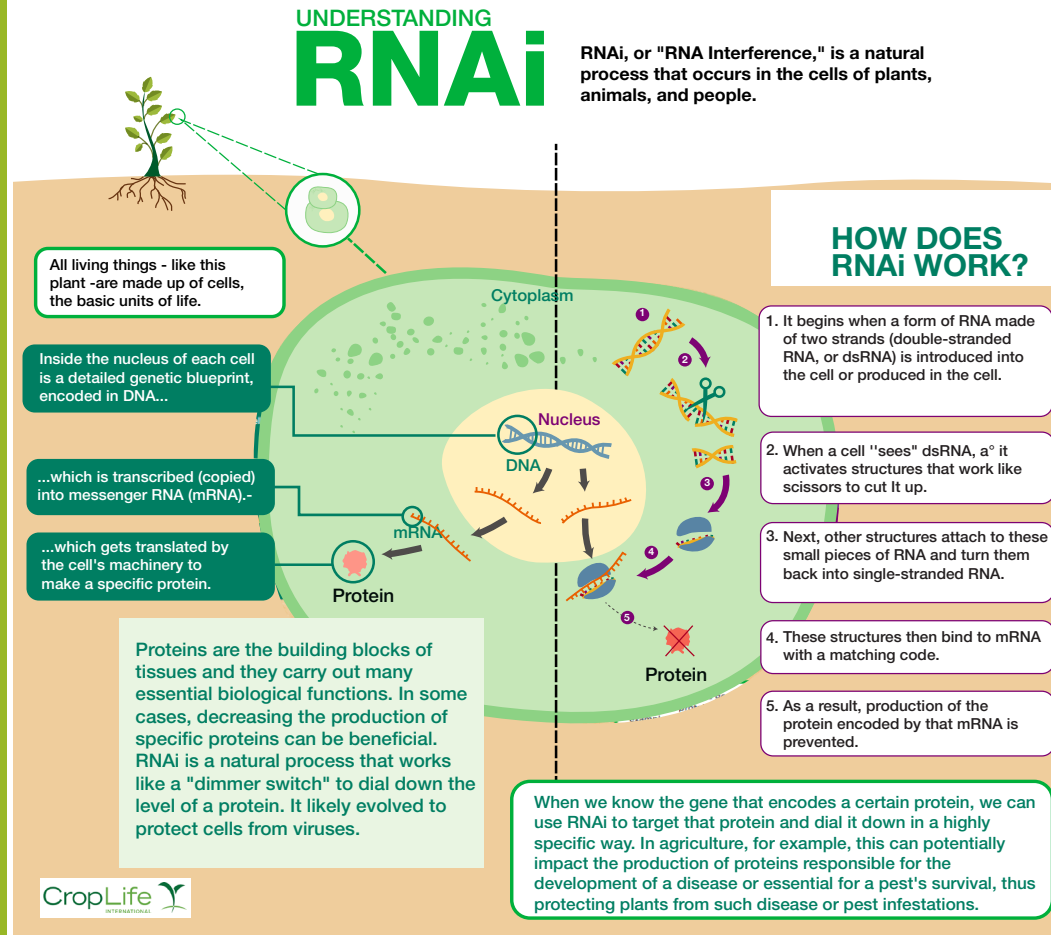 UNDERSTANDING
RNAi
RNAi, or "RNA Interference," is a natural
process that occurs in the cells of plants,
animals, and people.
All living things - like this
plant -are made up of cells,
the basic units of life.
Inside the nucleus of each cell
is a detailed genetic blueprint,
encoded in DNA...
...which is transcribed (copied)
into messenger RNA (mRNA).-
...which gets translated by
the cell's machinery to
make a specific protein.
Cytoplasm
Nucleus
DNA
mRNA
Protein
1
2
3
4
5
Protein
HOW DOES
RNAi WORK?
1. It begins when a form of RNA made
of two strands (double-stranded
RNA, or dsRNA) is introduced into
the cell or produced in the cell.
2. When a cell ''sees" dsRNA, a° it
activates structures that work like
scissors to cut It up.
3. Next, other structures attach to these
small pieces of RNA and turn them
back into single-stranded RNA.
4. These structures then bind to mRNA
with a matching code.
5. As a result, production of the
protein encoded by that mRNA is
prevented.
Proteins are the building blocks of
tissues and they carry out many
essential biological functions. In some
cases, decreasing the production of
specific proteins can be beneficial.
RNAi is a natural process that works
like a "dimmer switch" to dial down the
level of a protein. It likely evolved to
protect cells from viruses.
When we know the gene that encodes a certain protein, we can
use RNAi to target that protein and dial it down in a highly
specific way. In agriculture, for example, this can potentially
impact the production of proteins responsible for the
development of a disease or essential for a pest's survival, thus
protecting plants from such disease or pest infestations.
CropLife
INTERNATIONAL